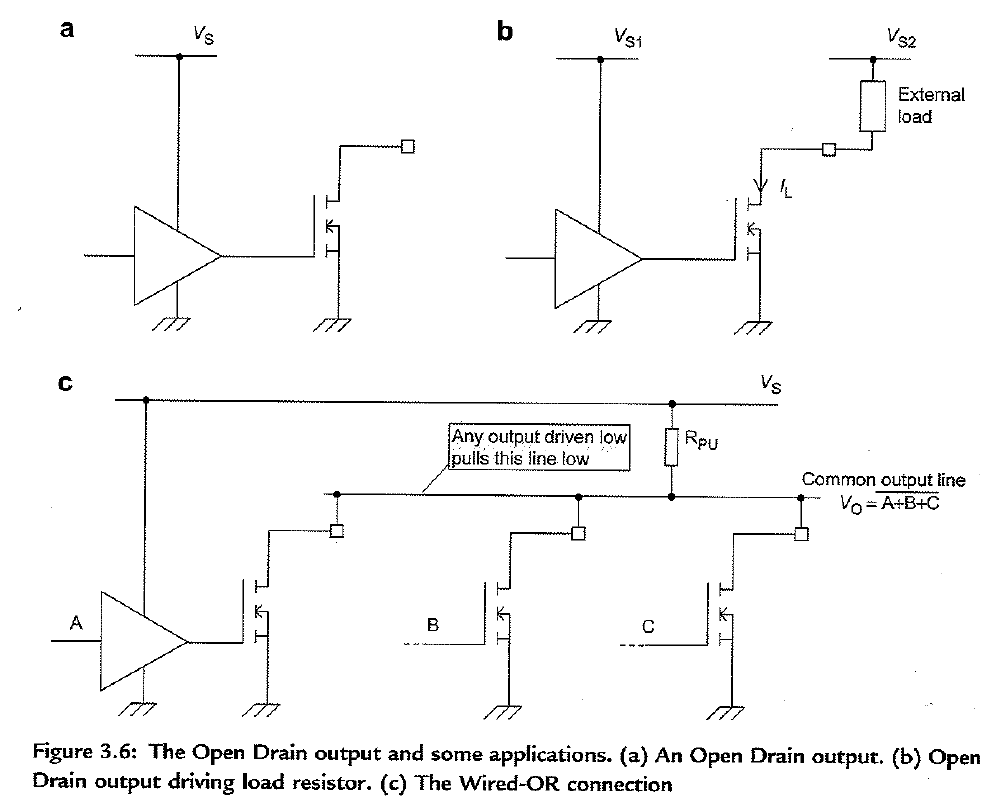 a
V_S
b
V_S1
V_S2
External
load
I_L
c
V_S
Any output driven low
pulls this line low
R_PU
Common output line
V_O = \overline{A+B+C}
A
B
C
Figure 3.6: The Open Drain output and some applications. (a) An Open Drain output. (b) Open
Drain output driving load resistor. (c) The Wired-OR connection